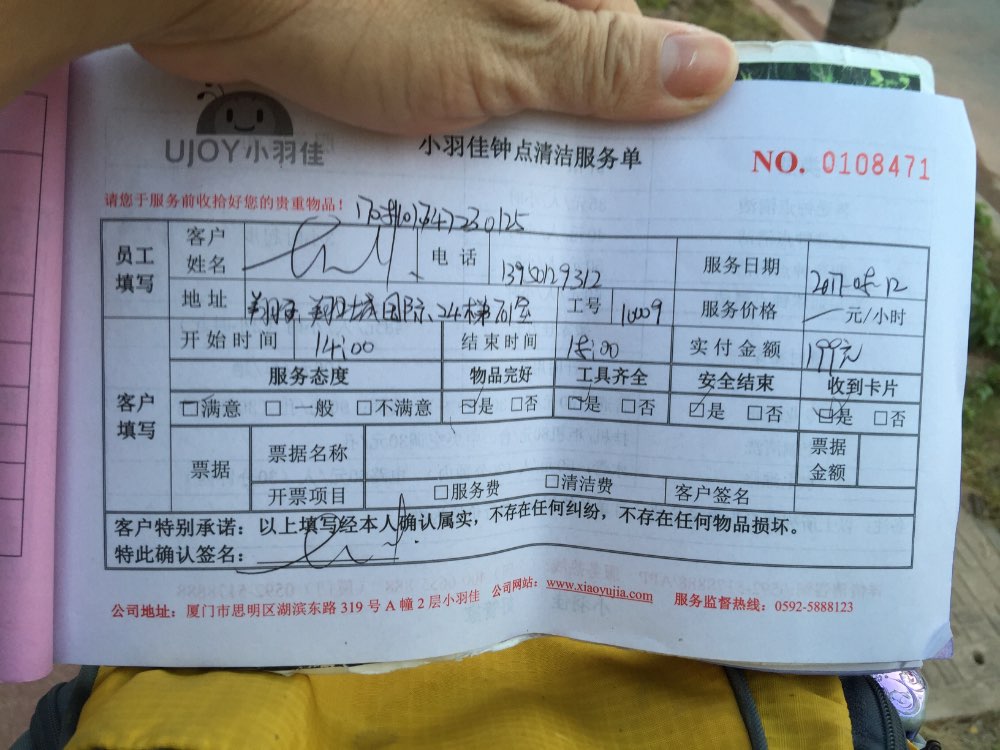 UJOY小羽佳
小羽佳钟点清洁服务单
NO. 0108471
请您于服务前收拾好您的贵重物品！
员工填写 客户姓名 电话 13950129312 服务日期 2017-05-12
地址 国际 24梯 室 工号 1009 服务价格 一 元/小时
客户填写 开始时间 14:00 结束时间 18:00 实付金额 199元
服务态度 物品完好 工具齐全 安全结束 收到卡片
□满意 □一般 □不满意 ☑是 □否 ☑是 □否 ☑是 □否 ☑是 □否
票据 票据名称 票据金额
开票项目 □服务费 □清洁费 客户签名
客户特别承诺：以上填写经本人确认属实，不存在任何纠纷，不存在任何物品损坏。
特此确认签名：
公司地址：厦门市思明区湖滨东路 319 号 A 幢 2 层小羽佳 公司网站：www.xiaoyujia.com 服务监督热线：0592-5888123